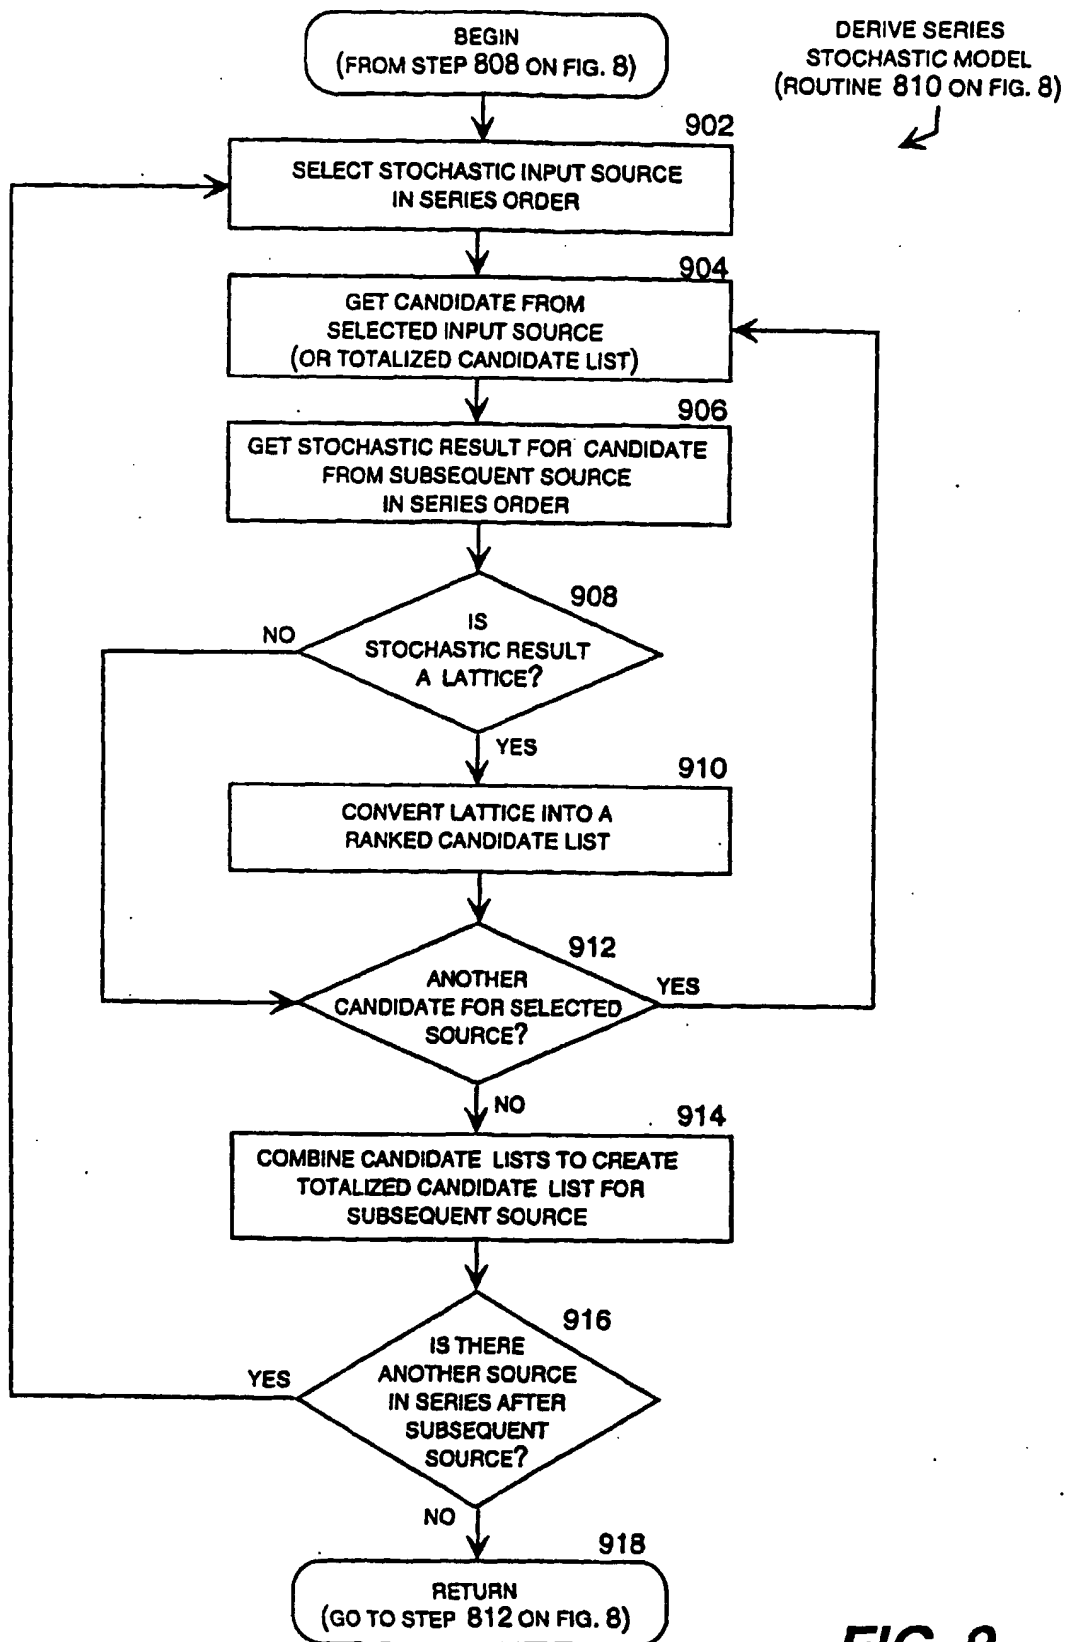 BEGIN
(FROM STEP 808 ON FIG. 8)
DERIVE SERIES
STOCHASTIC MODEL
(ROUTINE 810 ON FIG. 8)
902
SELECT STOCHASTIC INPUT SOURCE
IN SERIES ORDER
904
GET CANDIDATE FROM
SELECTED INPUT SOURCE
(OR TOTALIZED CANDIDATE LIST)
906
GET STOCHASTIC RESULT FOR CANDIDATE
FROM SUBSEQUENT SOURCE
IN SERIES ORDER
908
IS
STOCHASTIC RESULT
A LATTICE?
NO
YES
910
CONVERT LATTICE INTO A
RANKED CANDIDATE LIST
912
ANOTHER
CANDIDATE FOR SELECTED
SOURCE?
YES
NO
914
COMBINE CANDIDATE LISTS TO CREATE
TOTALIZED CANDIDATE LIST FOR
SUBSEQUENT SOURCE
916
IS THERE
ANOTHER SOURCE
IN SERIES AFTER
SUBSEQUENT
SOURCE?
YES
NO
918
RETURN
(GO TO STEP 812 ON FIG. 8)
FIG. 9